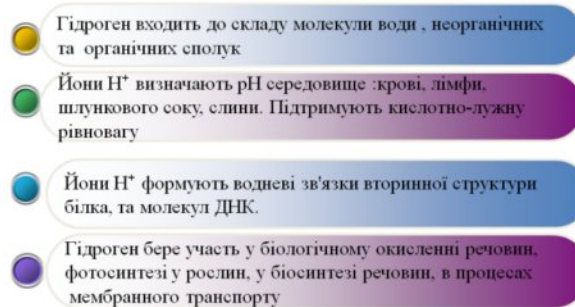 Гідроген входить до складу молекули води , неорганічних
та органічних сполук
Йони Н⁺ визначають рН середовище :крові, лімфи,
шлункового соку, слини. Підтримують кислотно-лужну
рівновагу
Йони Н⁺ формують водневі зв'язки вторинної структури
білка, та молекул ДНК.
Гідроген бере участь у біологічному окисленні речовин,
фотосинтезі у рослин, у біосинтезі речовин, в процесах
мембранного транспорту